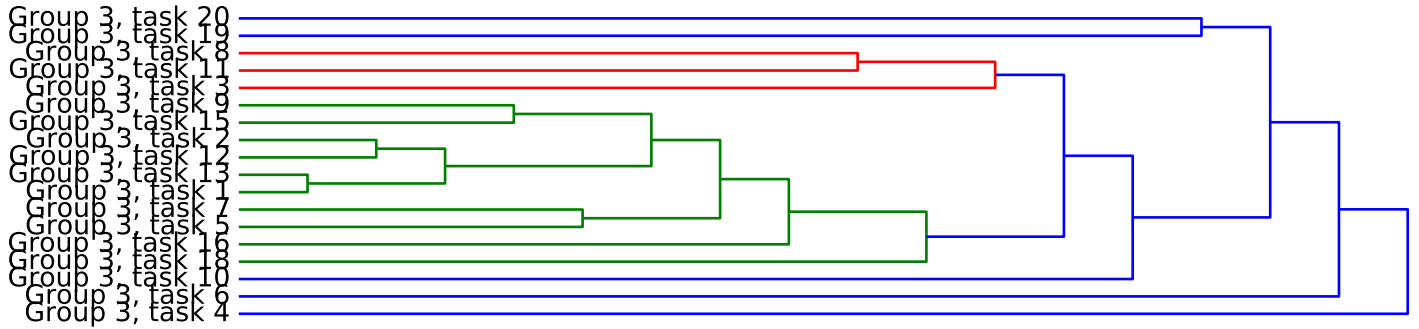 Group 3, task 20
Group 3, task 19
Group 3, task 8
Group 3, task 11
Group 3, task 3
Group 3, task 9
Group 3, task 15
Group 3, task 2
Group 3, task 12
Group 3, task 13
Group 3, task 1
Group 3, task 7
Group 3, task 5
Group 3, task 16
Group 3, task 18
Group 3, task 10
Group 3, task 6
Group 3, task 4